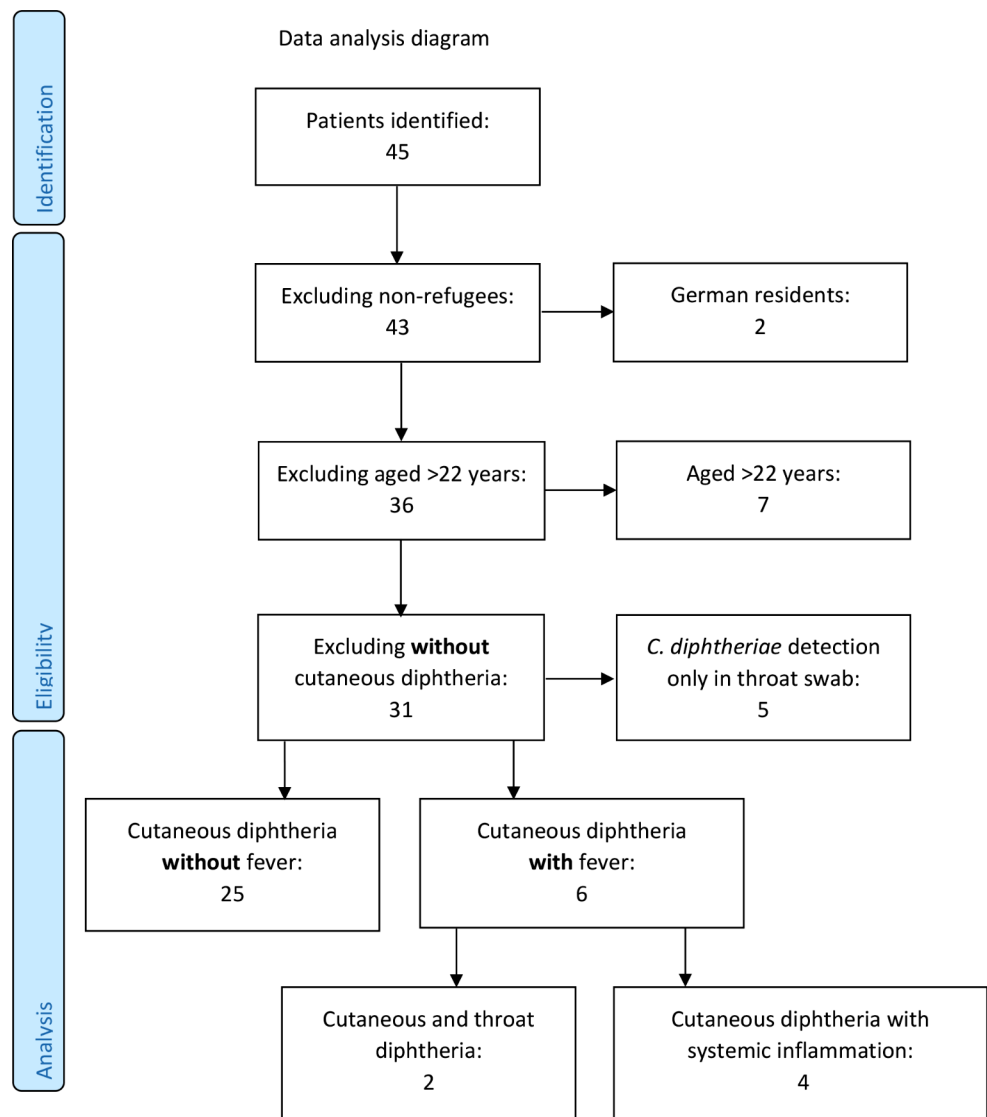 Data analysis diagram
Identification
Patients identified:
45
Eligibility
Excluding non-refugees:
43
German residents:
2
Excluding aged >22 years:
36
Aged >22 years:
7
Excluding without
cutaneous diphtheria:
31
C. diphtheriae detection
only in throat swab:
5
Analysis
Cutaneous diphtheria
without fever:
25
Cutaneous diphtheria
with fever:
6
Cutaneous and throat
diphtheria:
2
Cutaneous diphtheria with
systemic inflammation:
4